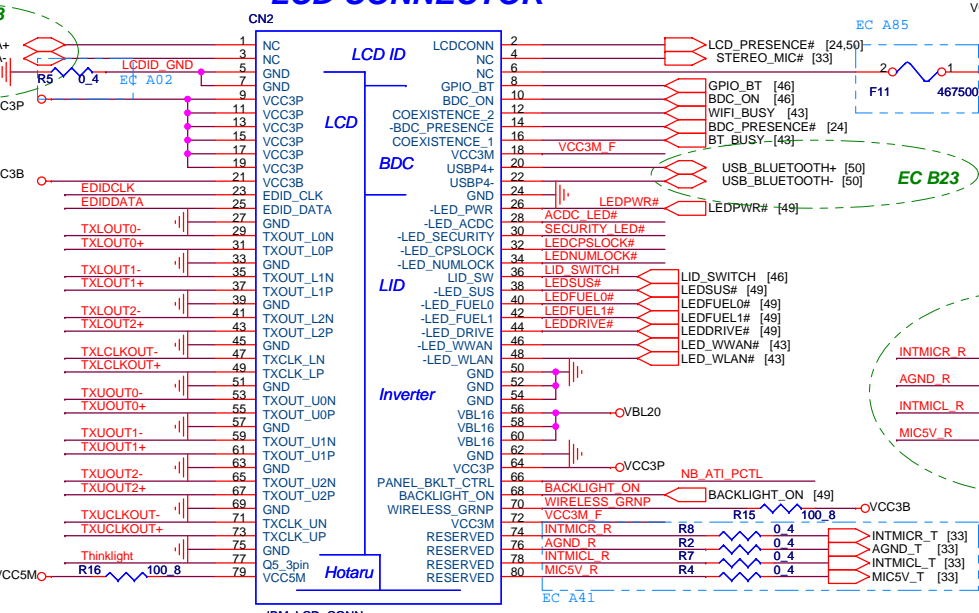 LCD CONNECTOR
CN2
LCD ID
LCD
BDC
LID
Inverter
Hotaru
1 NC LCDCONN 2 LCD_PRESENCE# [24,50]
3 NC NC 4 STEREO_MIC# [33]
R5 0_4 LCDID_GND 5 GND NC 6 2 1
EC A02
EC A85
F11 467500
7 GND GPIO_BT 8 GPIO_BT [46]
9 VCC3P BDC_ON 10 BDC_ON [46]
11 VCC3P COEXISTENCE_2 12 WIFI_BUSY [43]
13 VCC3P -BDC_PRESENCE 14 BDC_PRESENCE# [24]
15 VCC3P COEXISTENCE_1 16 BT_BUSY [43]
17 VCC3P VCC3M 18 VCC3M_F
19 VCC3P USBP4+ 20 USB_BLUETOOTH+ [50]
21 VCC3B USBP4- 22 USB_BLUETOOTH- [50]
EC B23
EDIDCLK 23 EDID_CLK GND 24
EDIDDATA 25 EDID_DATA -LED_PWR 26 LEDPWR# LEDPWR# [49]
27 GND -LED_ACDC 28 ACDC_LED#
TXLOUT0- 29 TXOUT_L0N -LED_SECURITY 30 SECURITY_LED#
TXLOUT0+ 31 TXOUT_L0P -LED_CPSLOCK 32 LEDCPSLOCK#
33 GND -LED_NUMLOCK 34 LEDNUMLOCK#
TXLOUT1- 35 TXOUT_L1N LID_SW 36 LID_SWITCH LID_SWITCH [46]
TXLOUT1+ 37 TXOUT_L1P -LED_SUS 38 LEDSUS# LEDSUS# [49]
39 GND -LED_FUEL0 40 LEDFUEL0# LEDFUEL0# [49]
TXLOUT2- 41 TXOUT_L2N -LED_FUEL1 42 LEDFUEL1# LEDFUEL1# [49]
TXLOUT2+ 43 TXOUT_L2P -LED_DRIVE 44 LEDDRIVE# LEDDRIVE# [49]
45 GND -LED_WWAN 46 LED_WWAN# [43]
TXLCLKOUT- 47 TXCLK_LN -LED_WLAN 48 LED_WLAN# [43]
TXLCLKOUT+ 49 TXCLK_LP GND 50
51 GND GND 52
TXUOUT0- 53 TXOUT_U0N GND 54
TXUOUT0+ 55 TXOUT_U0P VBL16 56 VBL20
57 GND VBL16 58
TXUOUT1- 59 TXOUT_U1N VBL16 60
TXUOUT1+ 61 TXOUT_U1P GND 62
63 GND VCC3P 64 VCC3P
TXUOUT2- 65 TXOUT_U2N PANEL_BKLT_CTRL 66 NB_ATI_PCTL
TXUOUT2+ 67 TXOUT_U2P BACKLIGHT_ON 68 BACKLIGHT_ON BACKLIGHT_ON [49]
69 GND WIRELESS_GRNP 70 WIRELESS_GRNP R15 100_8 VCC3B
TXUCLKOUT- 71 TXCLK_UN VCC3M 72 VCC3M_F
TXUCLKOUT+ 73 TXCLK_UP RESERVED 74 INTMICR_R R8 0_4 INTMICR_T [33]
75 GND RESERVED 76 AGND_R R2 0_4 AGND_T [33]
Thinklight 77 Q5_3pin RESERVED 78 INTMICL_R R7 0_4 INTMICL_T [33]
VCC5M R16 100_8 79 VCC5M RESERVED 80 MIC5V_R R4 0_4 MIC5V_T [33]
EC A41
INTMICR_R
AGND_R
INTMICL_R
MIC5V_R